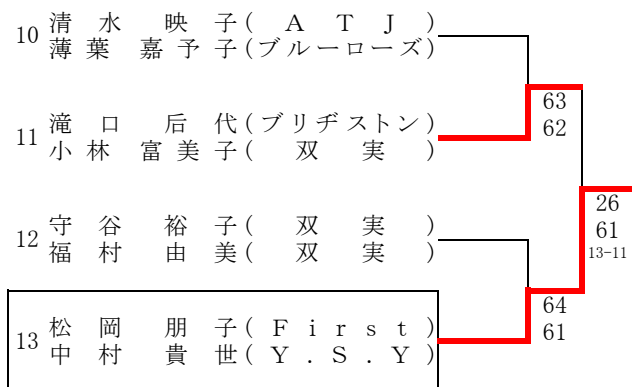 10 清水映子(ATJ)
薄葉嘉予子(ブルーローズ)
63
62
11 滝口后代(ブリヂストン)
小林富美子(双実)
26
61
13-11
12 守谷裕子(双実)
福村由美(双実)
64
61
13 松岡朋子(First)
中村貴世(Y.S.Y)